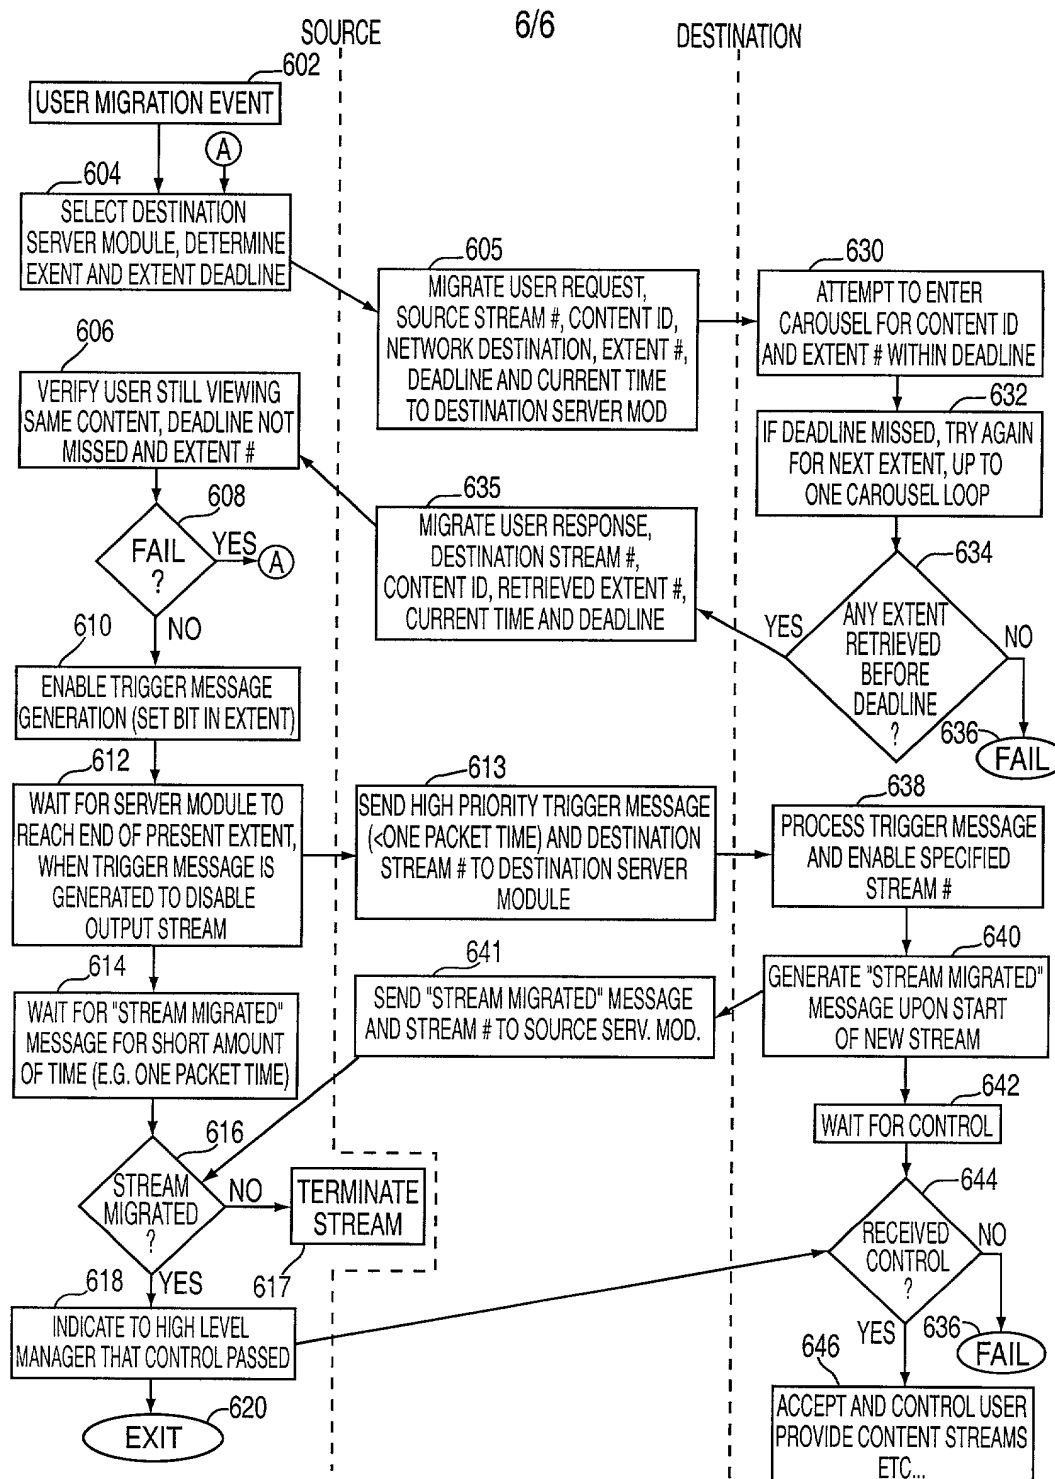 6/6
SOURCE
DESTINATION
602
USER MIGRATION EVENT
A
604
SELECT DESTINATION
SERVER MODULE, DETERMINE
EXENT AND EXTENT DEADLINE
605
MIGRATE USER REQUEST,
SOURCE STREAM #, CONTENT ID,
NETWORK DESTINATION, EXTENT #,
DEADLINE AND CURRENT TIME
TO DESTINATION SERVER MOD
630
ATTEMPT TO ENTER
CAROUSEL FOR CONTENT ID
AND EXTENT # WITHIN DEADLINE
606
VERIFY USER STILL VIEWING
SAME CONTENT, DEADLINE NOT
MISSED AND EXTENT #
632
IF DEADLINE MISSED, TRY AGAIN
FOR NEXT EXTENT, UP TO
ONE CAROUSEL LOOP
608
FAIL
?
YES
A
NO
635
MIGRATE USER RESPONSE,
DESTINATION STREAM #,
CONTENT ID, RETRIEVED EXTENT #,
CURRENT TIME AND DEADLINE
634
ANY EXTENT
RETRIEVED
BEFORE
DEADLINE
?
YES
NO
636
FAIL
610
ENABLE TRIGGER MESSAGE
GENERATION (SET BIT IN EXTENT)
612
WAIT FOR SERVER MODULE TO
REACH END OF PRESENT EXTENT,
WHEN TRIGGER MESSAGE IS
GENERATED TO DISABLE
OUTPUT STREAM
613
SEND HIGH PRIORITY TRIGGER MESSAGE
(<ONE PACKET TIME) AND DESTINATION
STREAM # TO DESTINATION SERVER
MODULE
638
PROCESS TRIGGER MESSAGE
AND ENABLE SPECIFIED
STREAM #
614
WAIT FOR "STREAM MIGRATED"
MESSAGE FOR SHORT AMOUNT
OF TIME (E.G. ONE PACKET TIME)
641
SEND "STREAM MIGRATED" MESSAGE
AND STREAM # TO SOURCE SERV. MOD.
640
GENERATE "STREAM MIGRATED"
MESSAGE UPON START
OF NEW STREAM
642
WAIT FOR CONTROL
616
STREAM
MIGRATED
?
NO
YES
TERMINATE
STREAM
617
644
RECEIVED
CONTROL
?
NO
YES
636
FAIL
618
INDICATE TO HIGH LEVEL
MANAGER THAT CONTROL PASSED
620
EXIT
646
ACCEPT AND CONTROL USER
PROVIDE CONTENT STREAMS
ETC...